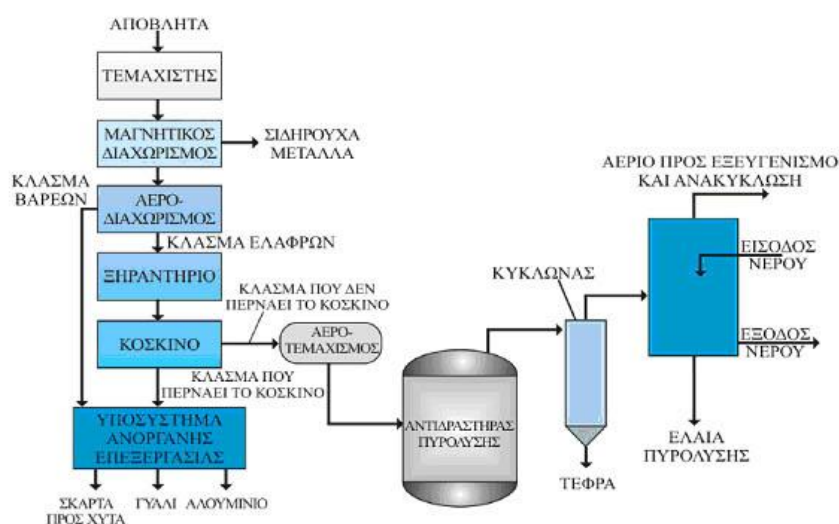 ΑΠΟΒΛΗΤΑ
ΤΕΜΑΧΙΣΤΗΣ
ΜΑΓΝΗΤΙΚΟΣ
ΔΙΑΧΩΡΙΣΜΟΣ
ΣΙΔΗΡΟΥΧΑ
ΜΕΤΑΛΛΑ
ΚΛΑΣΜΑ
ΒΑΡΕΩΝ
ΑΕΡΟ-
ΔΙΑΧΩΡΙΣΜΟΣ
ΚΛΑΣΜΑ ΕΛΑΦΡΩΝ
ΞΗΡΑΝΤΗΡΙΟ
ΚΛΑΣΜΑ ΠΟΥ ΔΕΝ
ΠΕΡΝΑΕΙ ΤΟ ΚΟΣΚΙΝΟ
ΚΟΣΚΙΝΟ
ΑΕΡΟ-
ΤΕΜΑΧΙΣΜΟΣ
ΚΛΑΣΜΑ ΠΟΥ
ΠΕΡΝΑΕΙ ΤΟ ΚΟΣΚΙΝΟ
ΥΠΟΣΥΣΤΗΜΑ
ΑΝΟΡΓΑΝΗΣ
ΕΠΕΞΕΡΓΑΣΙΑΣ
ΣΚΑΡΤΑ
ΠΡΟΣ ΧΥΤΑ
ΓΥΑΛΙ
ΑΛΟΥΜΙΝΙΟ
ΑΝΤΙΔΡΑΣΤΗΡΑΣ
ΠΥΡΟΛΥΣΗΣ
ΚΥΚΛΩΝΑΣ
ΤΕΦΡΑ
ΑΕΡΙΟ ΠΡΟΣ ΕΞΕΥΓΕΝΙΣΜΟ
ΚΑΙ ΑΝΑΚΥΚΛΩΣΗ
ΕΙΣΟΔΟΣ
ΝΕΡΟΥ
ΕΞΟΔΟΣ
ΝΕΡΟΥ
ΕΛΑΙΑ
ΠΥΡΟΛΥΣΗΣ